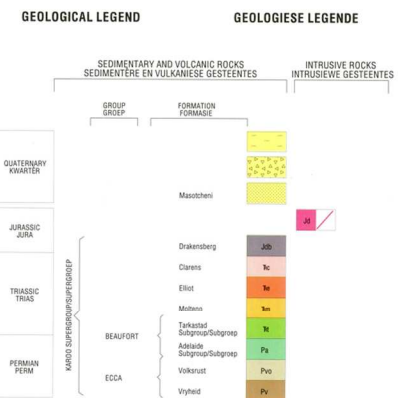 GEOLOGICAL LEGEND
GEOLOGIESE LEGENDE
SEDIMENTARY AND VOLCANIC ROCKS
SEDIMENTÊRE EN VULKANIESE GESTEENTES
INTRUSIVE ROCKS
INTRUSIEWE GESTEENTES
GROUP
GROEP
FORMATION
FORMASIE
QUATERNARY
KWARTÊR
Masotcheni
JURASSIC
JURA
Jd
Drakensberg
Jdb
Clarens
Trc
TRIASSIC
TRIAS
Elliot
Tre
Molteno
Trm
KAROO SUPERGROUP/SUPERGROEP
BEAUFORT
Tarkastad
Subgroup/Subgroep
Trt
Adelaide
Subgroup/Subgroep
Pa
PERMIAN
PERM
ECCA
Volksrust
Pvo
Vryheid
Pv